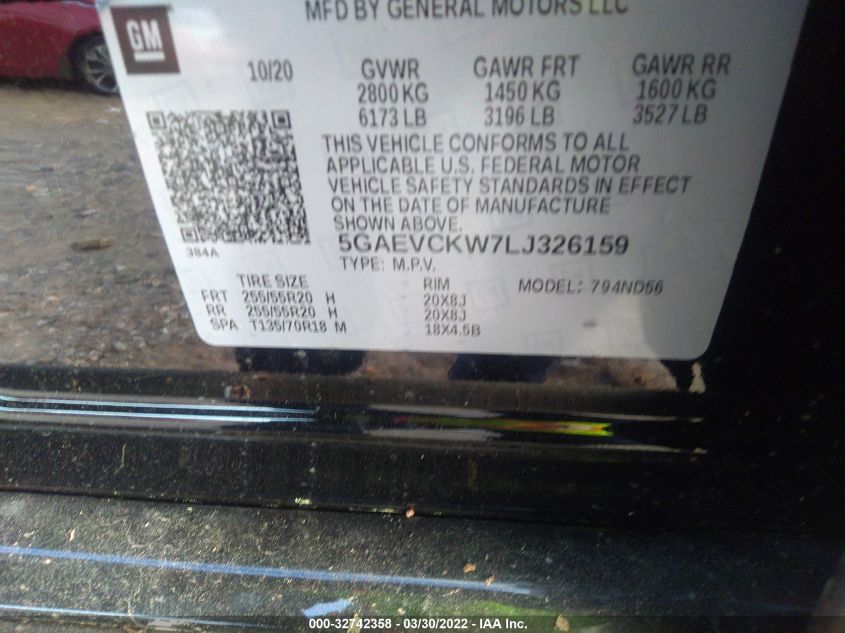 MFD BY GENERAL MOTORS LLC
GM
10/20 GVWR GAWR FRT GAWR RR
2800 KG 1450 KG 1600 KG
6173 LB 3196 LB 3527 LB
THIS VEHICLE CONFORMS TO ALL
APPLICABLE U.S. FEDERAL MOTOR
VEHICLE SAFETY STANDARDS IN EFFECT
ON THE DATE OF MANUFACTURE
SHOWN ABOVE.
384A
5GAEVCKW7LJ326159
TYPE: M.P.V.
TIRE SIZE RIM MODEL: 794ND56
FRT 255/55R20 H 20X8J
RR 255/55R20 H 20X8J
SPA T135/70R18 M 18X4.5B
000-32742358 - 03/30/2022 - IAA Inc.